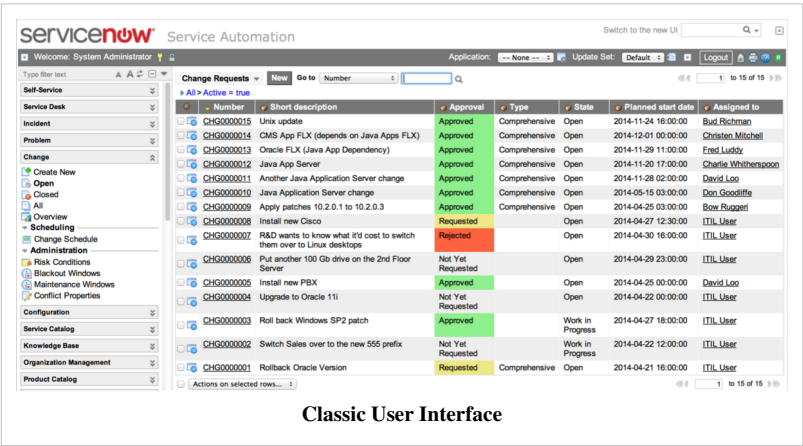 servicenow Service Automation
Switch to the new UI
Welcome: System Administrator
Application: -- None -- Update Set: Default Logout
Type filter text A A
Self-Service
Service Desk
Incident
Problem
Change
Create New
Open
Closed
All
Overview
Scheduling
Change Schedule
Administration
Risk Conditions
Blackout Windows
Maintenance Windows
Conflict Properties
Configuration
Service Catalog
Knowledge Base
Organization Management
Product Catalog
Change Requests New Go to Number 1 to 15 of 15
All > Active = true
Number Short description Approval Type State Planned start date Assigned to
CHG0000015 Unix update Approved Comprehensive Open 2014-11-24 16:00:00 Bud Richman
CHG0000014 CMS App FLX (depends on Java Apps FLX) Approved Comprehensive Open 2014-12-01 00:00:00 Christen Mitchell
CHG0000013 Oracle FLX (Java App Dependency) Approved Comprehensive Open 2014-11-29 11:00:00 Fred Luddy
CHG0000012 Java App Server Approved Comprehensive Open 2014-11-20 17:00:00 Charlie Whitherspoon
CHG0000011 Another Java Application Server change Approved Comprehensive Open 2014-11-28 02:00:00 David Loo
CHG0000010 Java Application Server change Approved Comprehensive Open 2014-05-15 03:00:00 Don Goodliffe
CHG0000009 Apply patches 10.2.0.1 to 10.2.0.3 Approved Comprehensive Open 2014-04-25 03:00:00 Bow Ruggeri
CHG0000008 Install new Cisco Requested Open 2014-04-27 12:30:00 ITIL User
CHG0000007 R&D wants to know what it'd cost to switch Rejected Open 2014-04-30 16:00:00 ITIL User
them over to Linux desktops
CHG0000006 Put another 100 Gb drive on the 2nd Floor Not Yet Open 2014-04-29 23:00:00 ITIL User
Server Requested
CHG0000005 Install new PBX Approved Open 2014-04-25 00:00:00 David Loo
CHG0000004 Upgrade to Oracle 11i Not Yet Open 2014-04-22 00:00:00 ITIL User
Requested
CHG0000003 Roll back Windows SP2 patch Approved Work in 2014-04-27 18:00:00 ITIL User
Progress
CHG0000002 Switch Sales over to the new 555 prefix Not Yet Work in 2014-04-22 12:00:00 ITIL User
Requested Progress
CHG0000001 Rollback Oracle Version Requested Comprehensive Open 2014-04-21 16:00:00 ITIL User
Actions on selected rows... 1 to 15 of 15
Classic User Interface